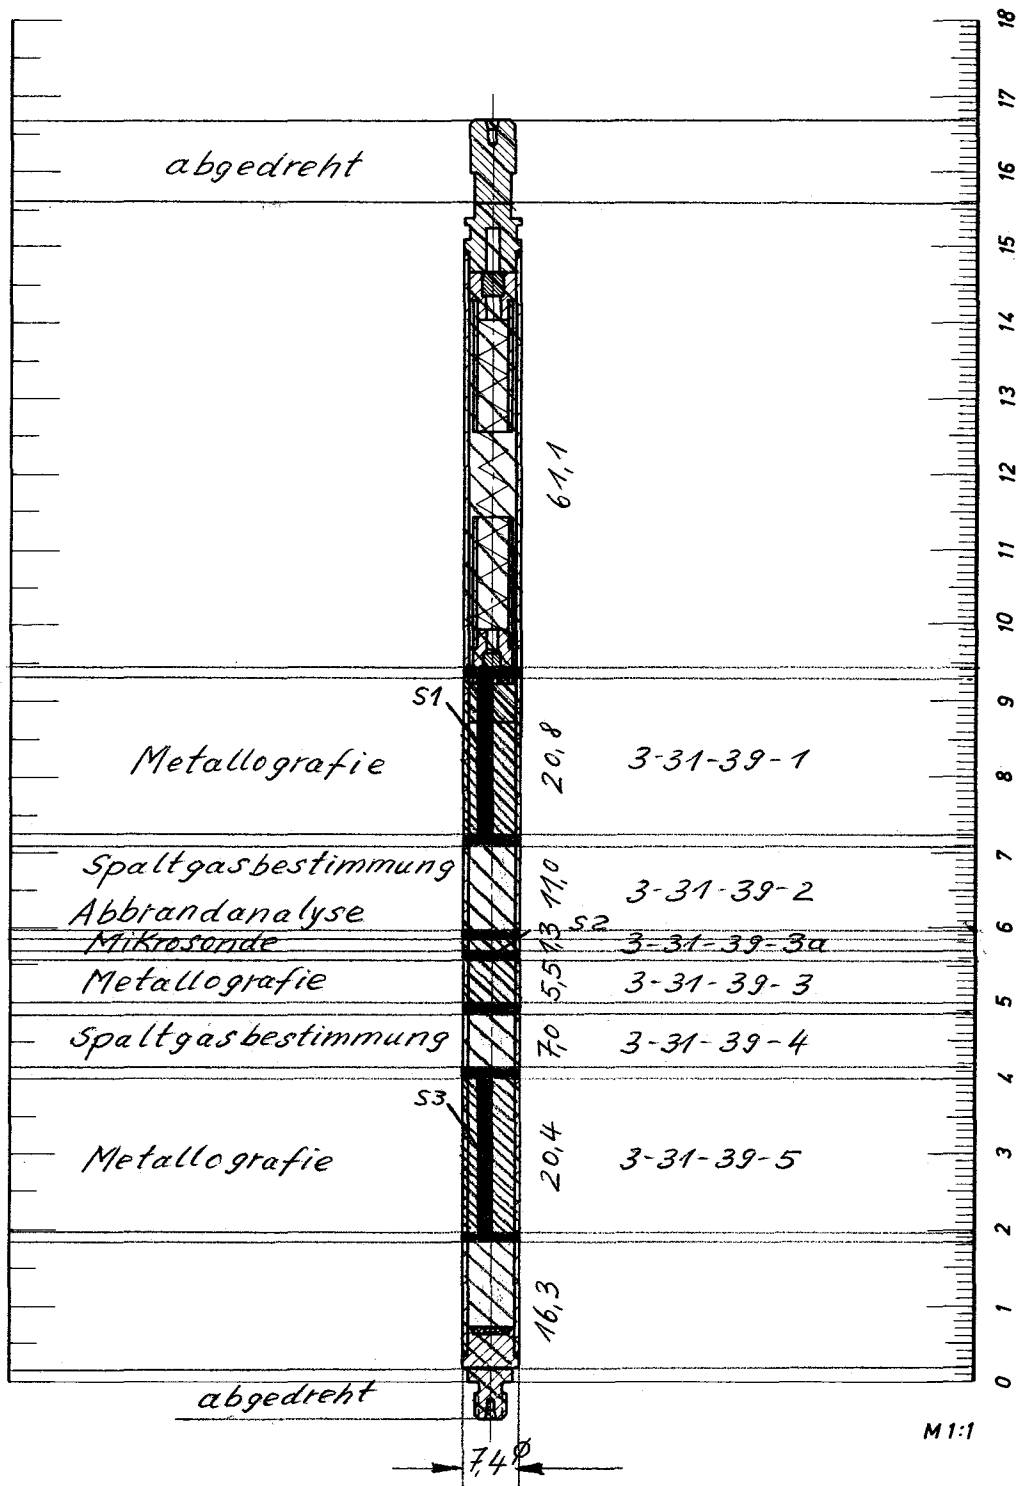 18
17
abgedreht
16
15
14
13
61,1
12
11
10
9
S1
20,8
Metallografie
3-31-39-1
8
7
Spaltgasbestimmung
11,0
3-31-39-2
Abbrandanalyse
S2
6
Mikrosonde
1,3
3-31-39-3a
Metallografie
5,5
3-31-39-3
5
Spaltgasbestimmung
7,0
3-31-39-4
4
S3
Metallografie
20,4
3-31-39-5
3
2
16,3
1
0
abgedreht
M 1:1
7,4 ø